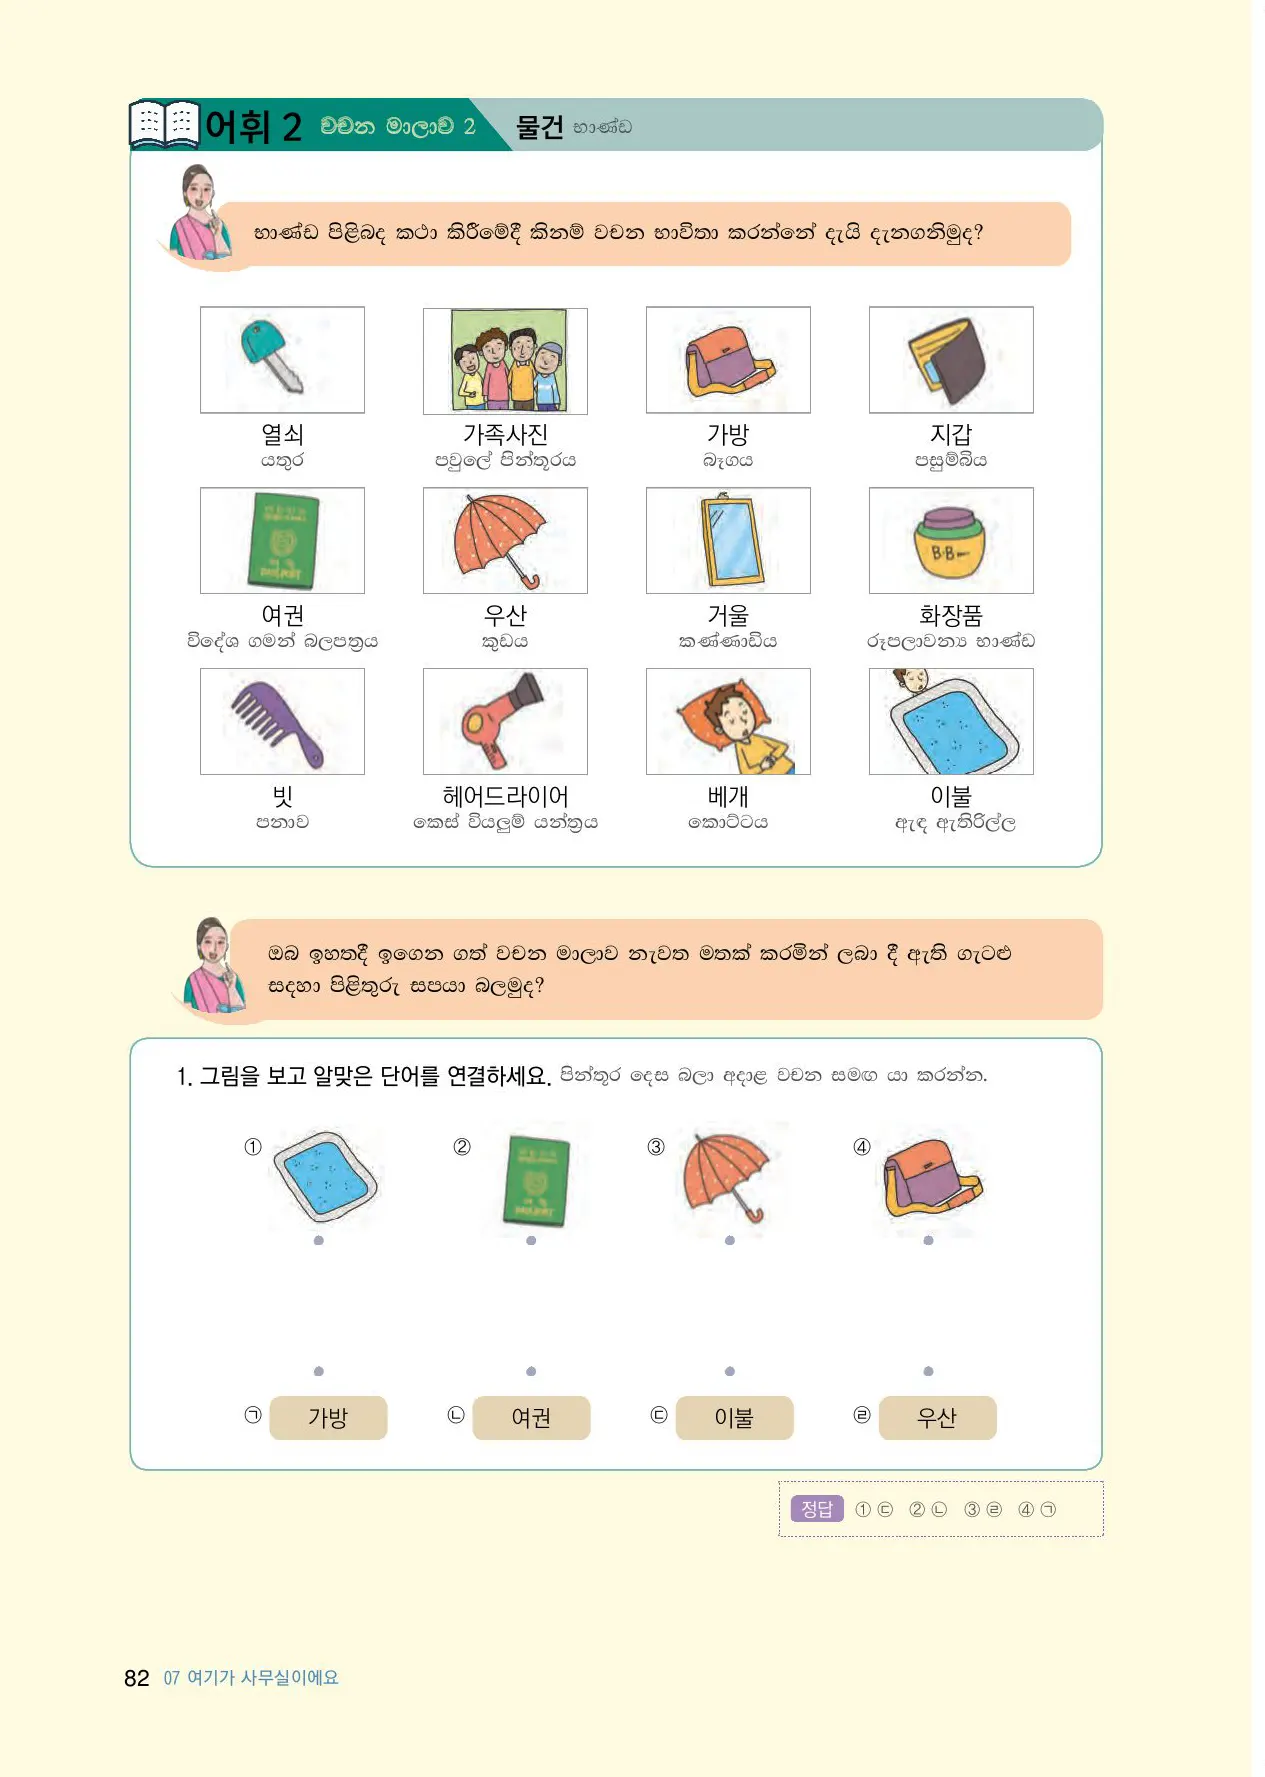 어휘 2 වචන මාලාව 2 물건 භාණ්ඩ
භාණ්ඩ පිළිබද කථා කිරීමේදී කිනම් වචන භාවිතා කරන්නේ දැයි දැනගනිමුද?
열쇠 가족사진 가방 지갑
යතුර පවුලේ පින්තූරය බෑගය පසුම්බිය
B·B
여권 우산 거울 화장품
විදේශ ගමන් බලපත්‍රය කුඩය කණ්ණාඩිය රූපලාවන්‍ය භාණ්ඩ
빗 헤어드라이어 베개 이불
පනාව කෙස් වියලුම් යන්ත්‍රය කොට්ටය ඇඳ ඇතිරිල්ල
ඔබ ඉහතදී ඉගෙන ගත් වචන මාලාව නැවත මතක් කරමින් ලබා දී ඇති ගැටළු
සදහා පිළිතුරු සපයා බලමුද?
1. 그림을 보고 알맞은 단어를 연결하세요. පින්තූර දෙස බලා අදාළ වචන සමඟ යා කරන්න.
① ② ③ ④
㉠ 가방 ㉡ 여권 ㉢ 이불 ㉣ 우산
정답 ① ㉢ ② ㉡ ③ ㉣ ④ ㉠
82 07 여기가 사무실이에요